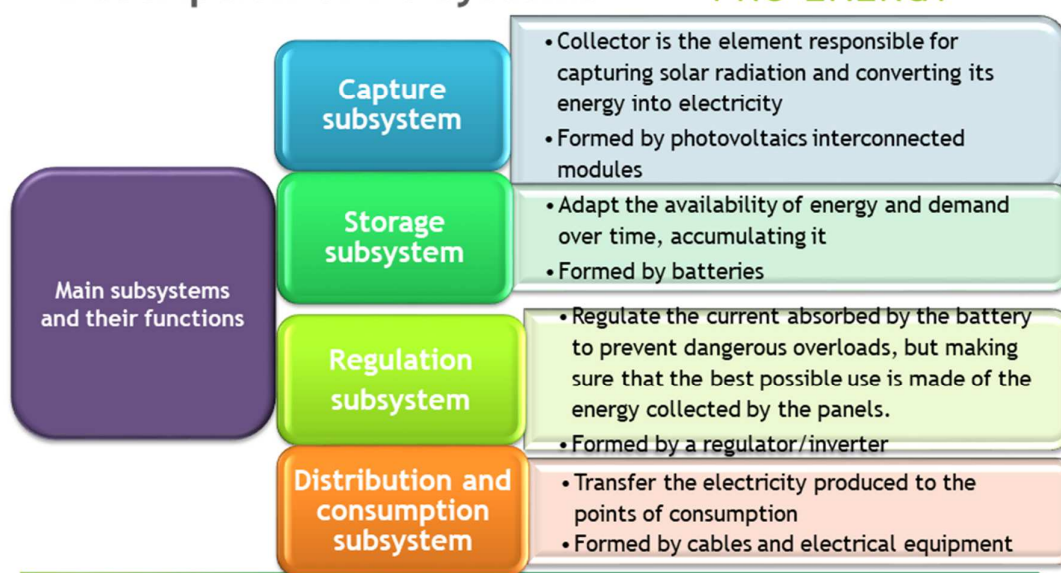 Main subsystems
and their functions
Capture
subsystem
• Collector is the element responsible for
capturing solar radiation and converting its
energy into electricity
• Formed by photovoltaics interconnected
modules
Storage
subsystem
• Adapt the availability of energy and demand
over time, accumulating it
• Formed by batteries
Regulation
subsystem
• Regulate the current absorbed by the battery
to prevent dangerous overloads, but making
sure that the best possible use is made of the
energy collected by the panels.
• Formed by a regulator/inverter
Distribution and
consumption
subsystem
• Transfer the electricity produced to the
points of consumption
• Formed by cables and electrical equipment